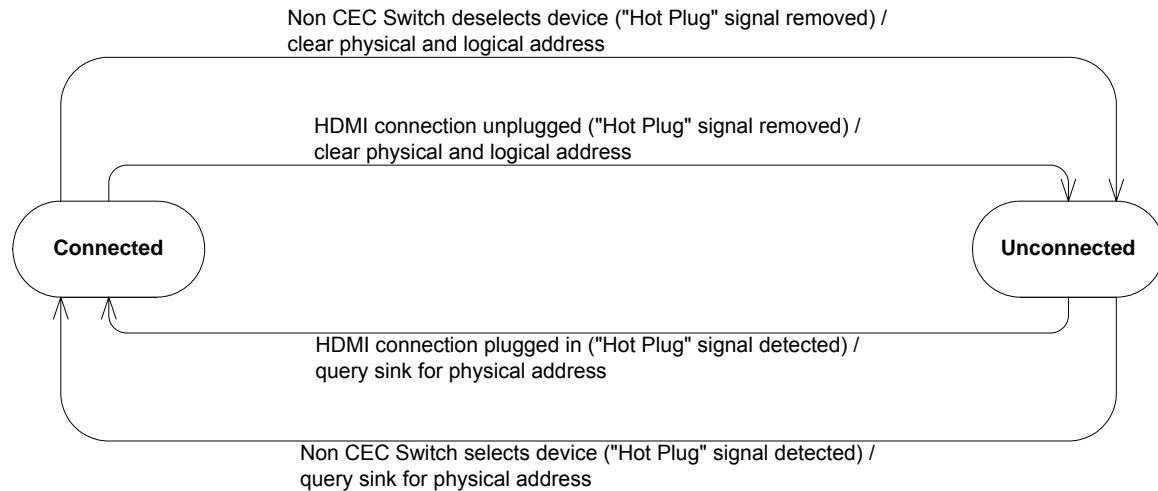 Non CEC Switch deselects device ("Hot Plug" signal removed) /
clear physical and logical address
HDMI connection unplugged ("Hot Plug" signal removed) /
clear physical and logical address
Connected
Unconnected
HDMI connection plugged in ("Hot Plug" signal detected) /
query sink for physical address
Non CEC Switch selects device ("Hot Plug" signal detected) /
query sink for physical address